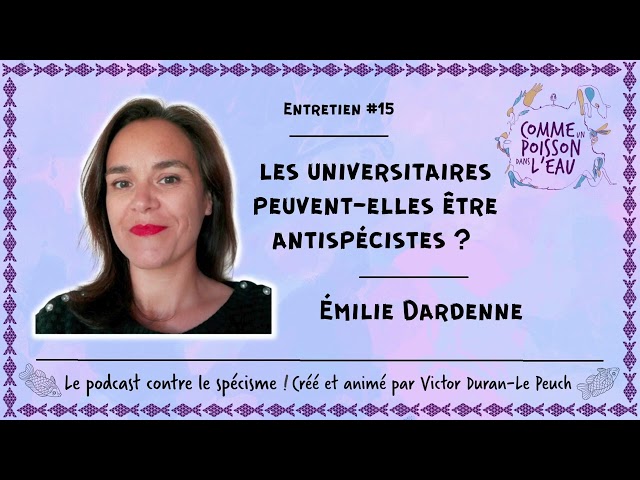 Entretien #15
COMME UN
POISSON
DANS L'EAU
LES UNIVERSITAIRES
PEUVENT-ELLES ÊTRE
ANTISPÉCISTES ?
Émilie Dardenne
Le podcast contre le spécisme ! Créé et animé par Victor Duran-Le Peuch